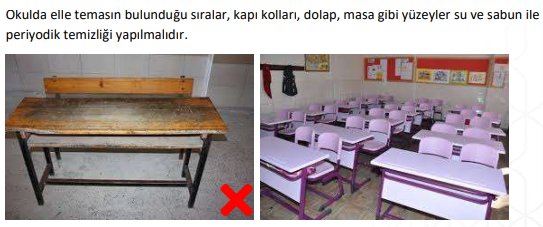 Okulda elle temasın bulunduğu sıralar, kapı kolları, dolap, masa gibi yüzeyler su ve sabun ile
periyodik temizliği yapılmalıdır.